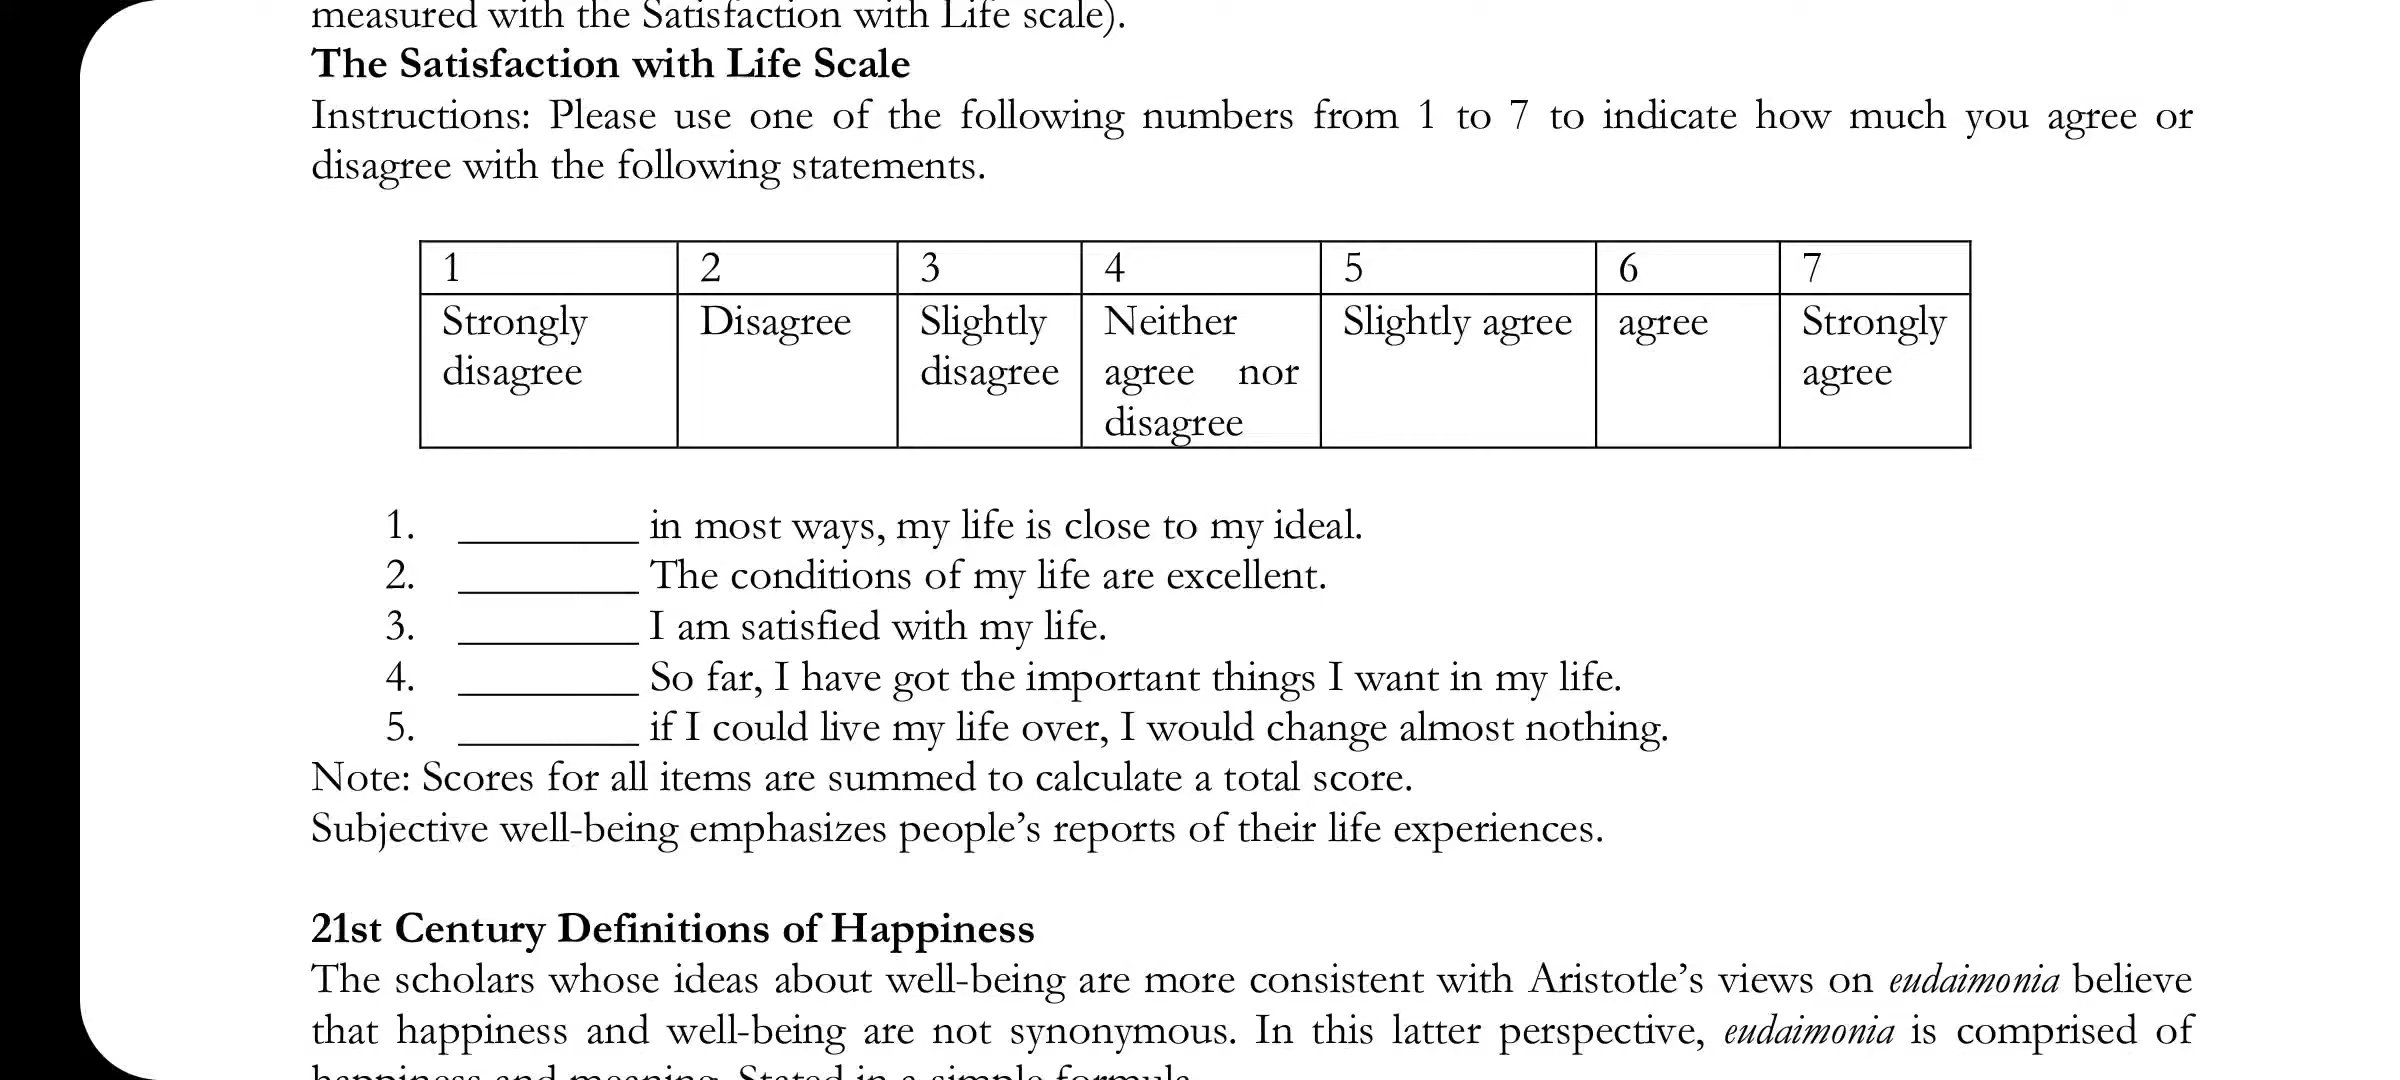 measured with the Satisfaction with Life scale).
The Satisfaction with Life Scale
Instructions: Please use one of the following numbers from 1 to 7 to indicate how much you agree or
disagree with the following statements.
1 2 3 4 5 6 7
Strongly Disagree Slightly Neither Slightly agree agree Strongly
disagree disagree agree nor agree
disagree
1. _________ in most ways, my life is close to my ideal.
2. _________ The conditions of my life are excellent.
3. _________ I am satisfied with my life.
4. _________ So far, I have got the important things I want in my life.
5. _________ if I could live my life over, I would change almost nothing.
Note: Scores for all items are summed to calculate a total score.
Subjective well-being emphasizes people’s reports of their life experiences.
21st Century Definitions of Happiness
The scholars whose ideas about well-being are more consistent with Aristotle’s views on eudaimonia believe
that happiness and well-being are not synonymous. In this latter perspective, eudaimonia is comprised of
happiness and meaning. Stated in a simple formula